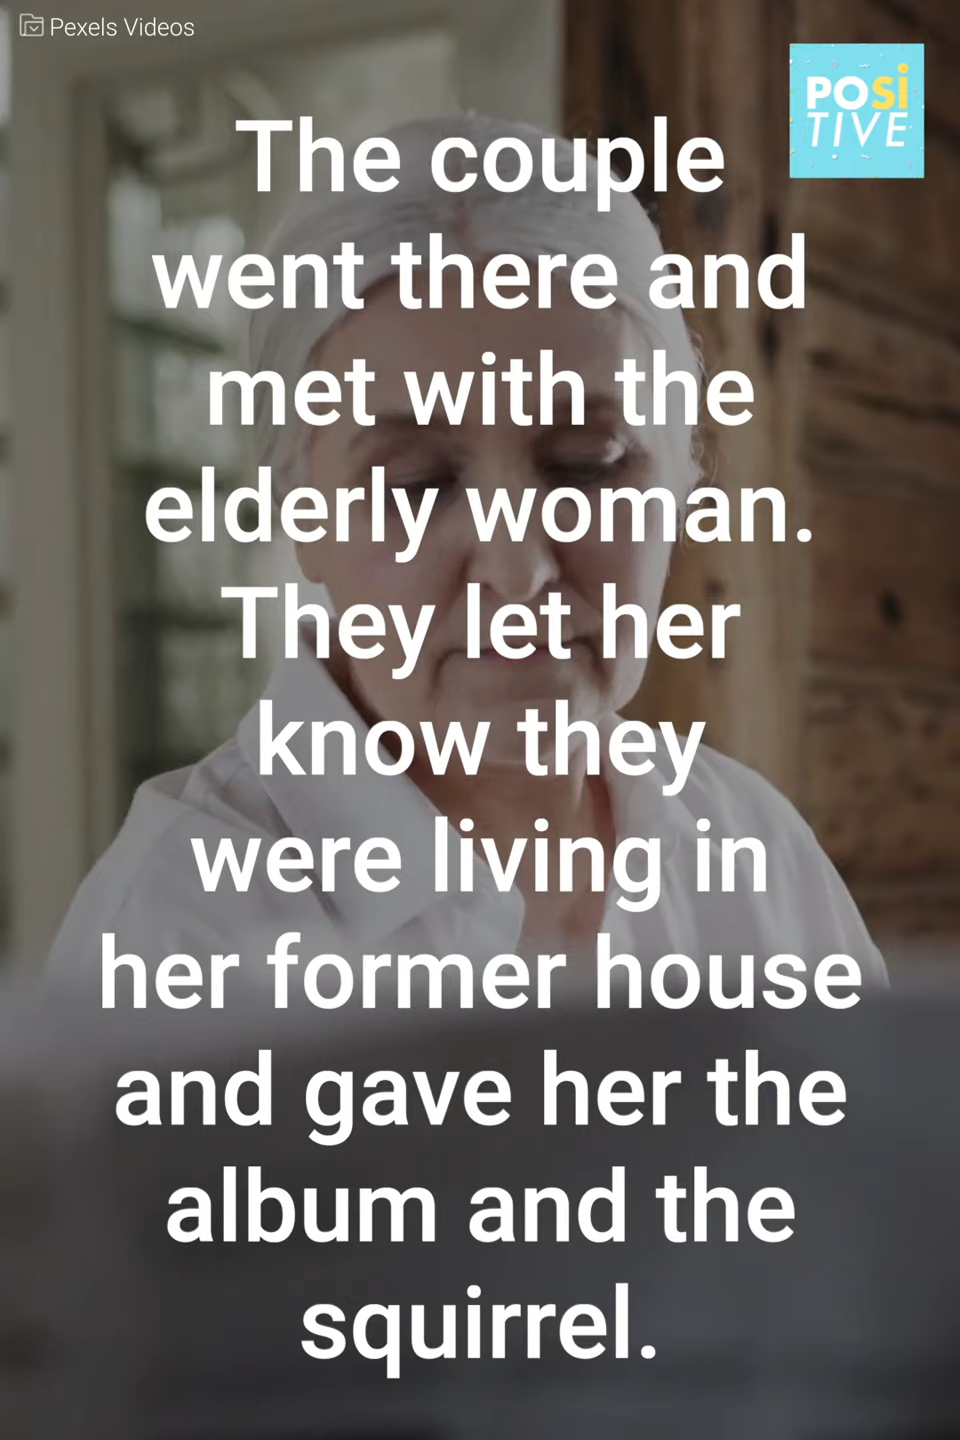 Pexels Videos
POSi
TIVE
The couple
went there and
met with the
elderly woman.
They let her
know they
were living in
her former house
and gave her the
album and the
squirrel.